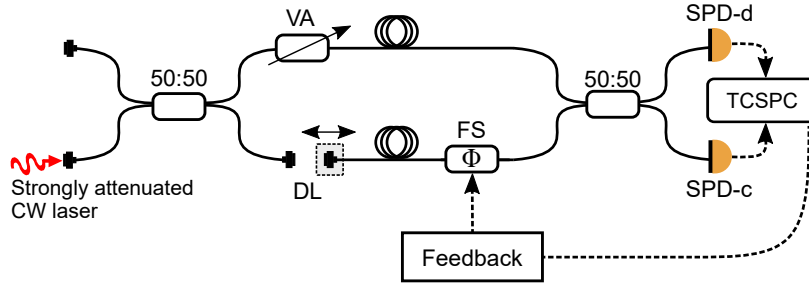 VA
SPD-d
50:50
50:50
TCSPC
FS
Φ
DL
SPD-c
Strongly attenuated
CW laser
Feedback